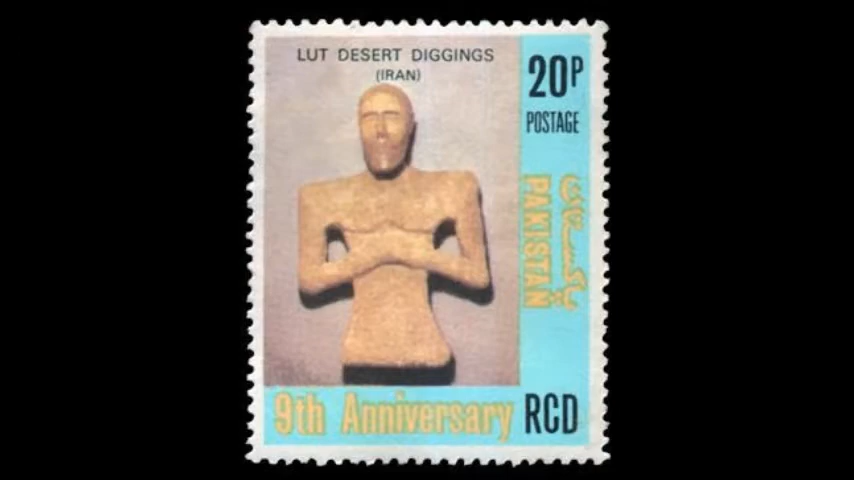 LUT DESERT DIGGINGS
(IRAN)
20P
POSTAGE
پاکستان
PAKISTAN
9th Anniversary RCD